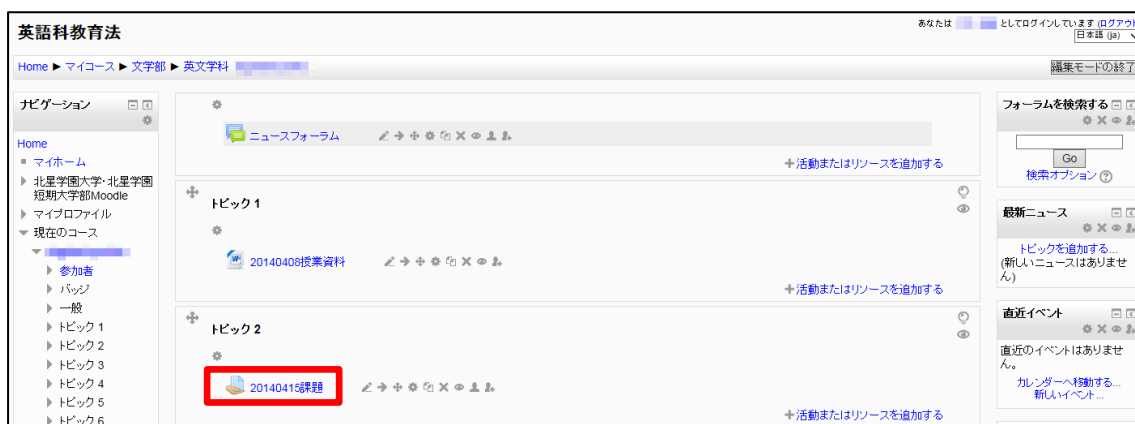 英語科教育法
あなたは としてログインしています (ログアウト
日本語 (ja)
Home ▶ マイコース ▶ 文学部 ▶ 英文学科
編集モードの終了
ナビゲーション
Home
マイホーム
北星学園大学・北星学園
短期大学部Moodle
マイプロファイル
現在のコース
参加者
バッジ
一般
トピック 1
トピック 2
トピック 3
トピック 4
トピック 5
トピック 6
ニュースフォーラム
+活動またはリソースを追加する
トピック 1
20140408授業資料
+活動またはリソースを追加する
トピック 2
20140415課題
+活動またはリソースを追加する
フォーラムを検索する
Go
検索オプション
最新ニュース
トピックを追加する...
(新しいニュースはありませ
ん)
直近イベント
直近のイベントはありませ
ん。
カレンダーへ移動する...
新しいイベント...